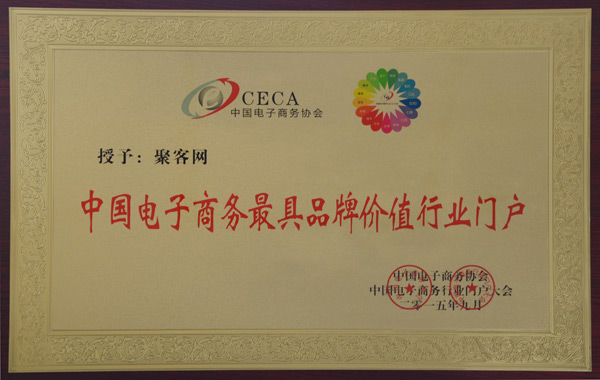 CECA
中国电子商务协会
授予：聚客网
中国电子商务最具品牌价值行业门户
中国电子商务协会
中国电子商务行业门户大会
二零一五年九月